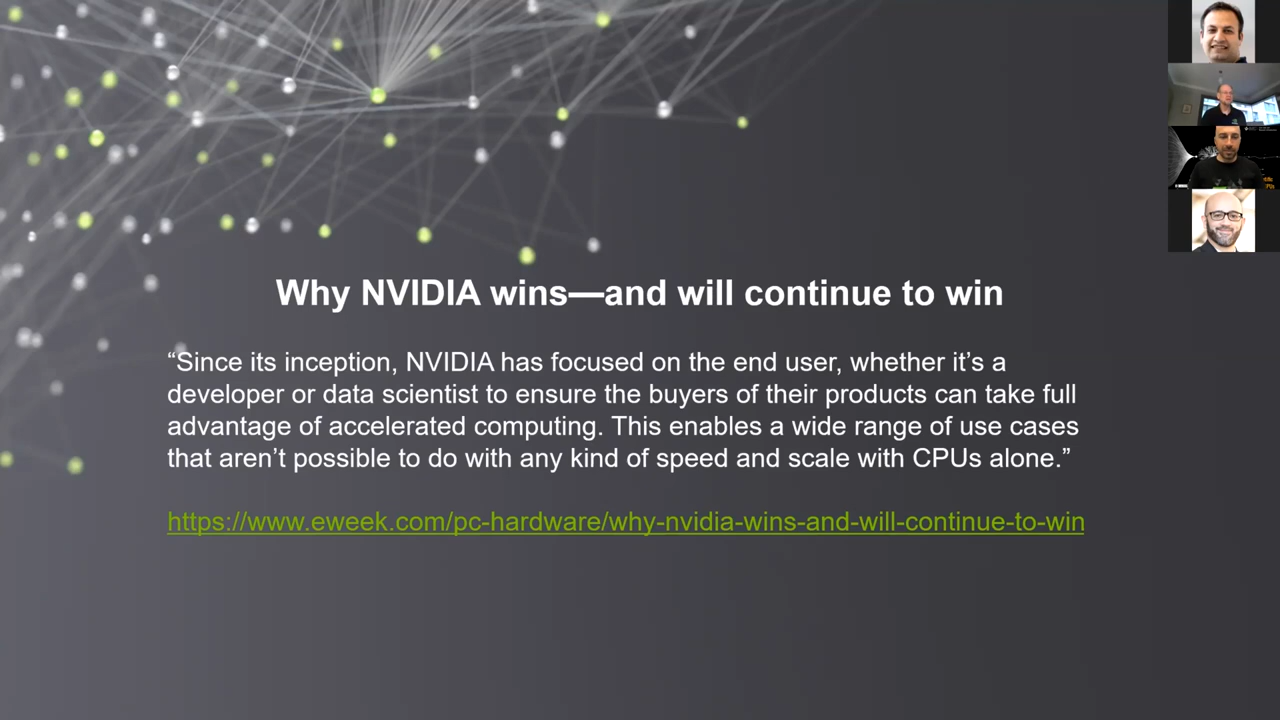 Why NVIDIA wins—and will continue to win
“Since its inception, NVIDIA has focused on the end user, whether it’s a
developer or data scientist to ensure the buyers of their products can take full
advantage of accelerated computing. This enables a wide range of use cases
that aren’t possible to do with any kind of speed and scale with CPUs alone.”
https://www.eweek.com/pc-hardware/why-nvidia-wins-and-will-continue-to-win